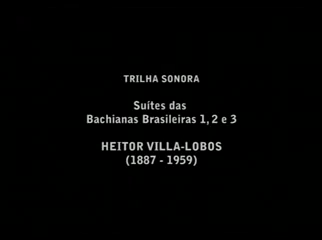 TRILHA SONORA
Suítes das
Bachianas Brasileiras 1, 2 e 3
HEITOR VILLA-LOBOS
(1887 - 1959)